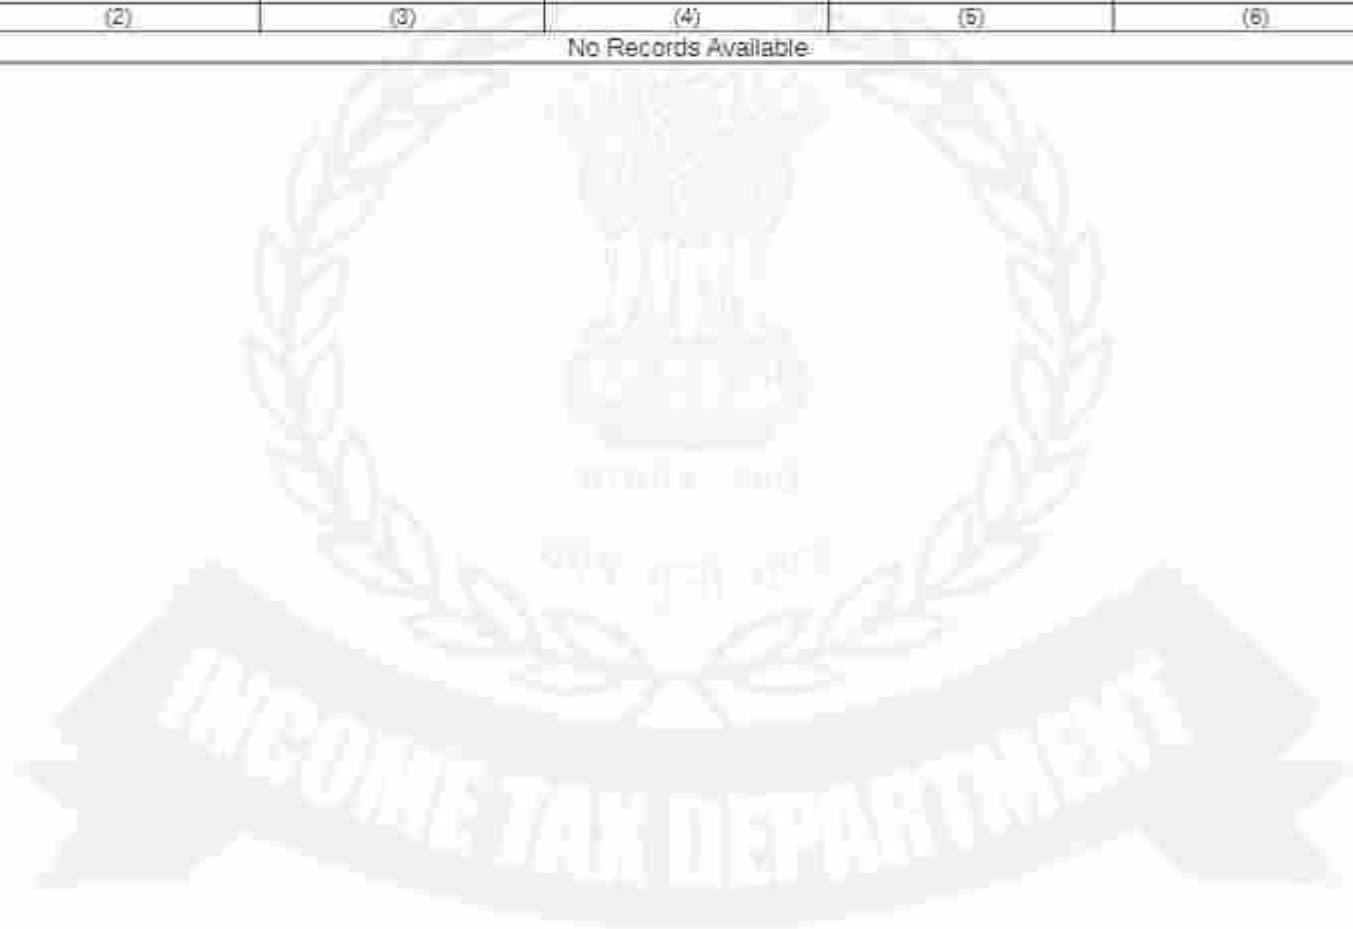 (2) (3) (4) (5) (6)
No Records Available
INCOME TAX DEPARTMENT